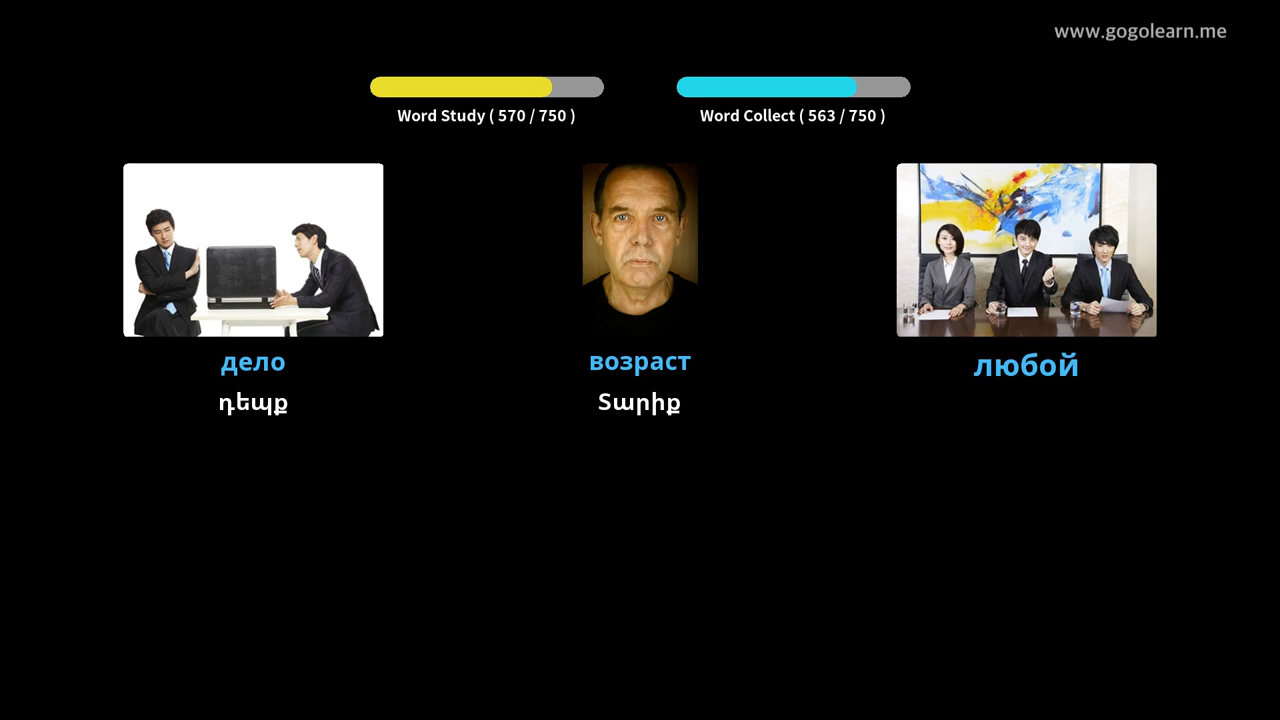 www.gogolearn.me
Word Study ( 570 / 750 )
Word Collect ( 563 / 750 )
дело
возраст
любой
դեպք
Տարիք